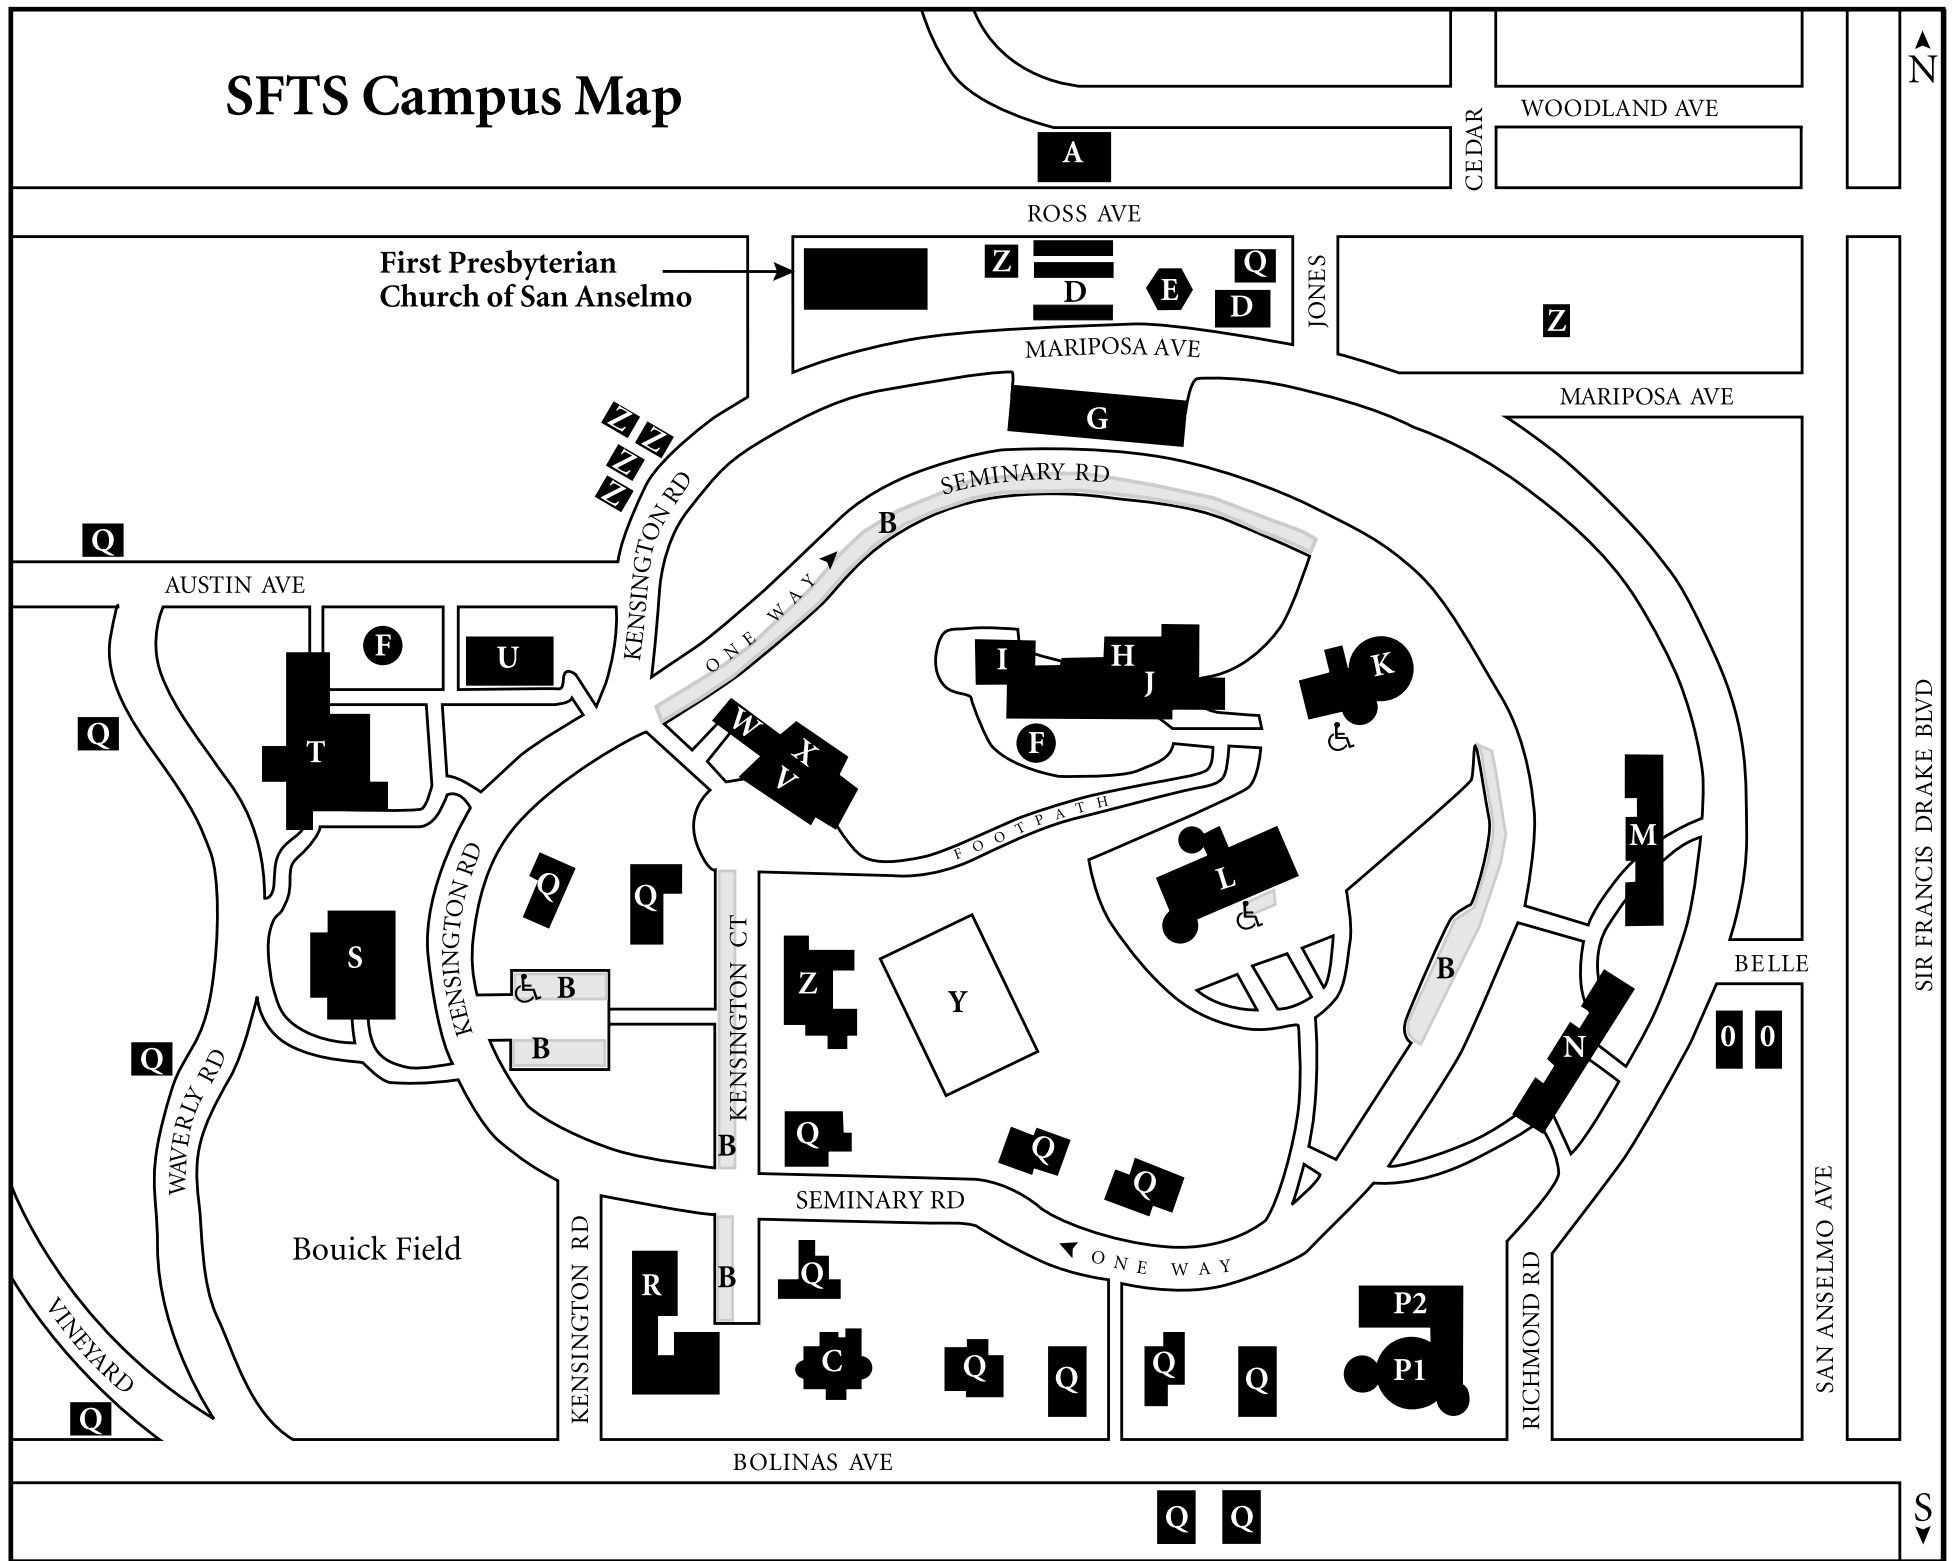 SFTS Campus Map
N
WOODLAND AVE
CEDAR
A
ROSS AVE
First Presbyterian
Church of San Anselmo
Z
D
E
Q
D
JONES
Z
MARIPOSA AVE
MARIPOSA AVE
G
Z
Z
Z
Z
KENSINGTON RD
SEMINARY RD
B
Q
AUSTIN AVE
ONE WAY
F
U
KENSINGTON RD
I
H
J
K
F
W
X
V
Q
T
FOOTPATH
M
SIR FRANCIS DRAKE BLVD
L
Q
Q
KENSINGTON RD
S
B
B
KENSINGTON CT
B
Z
Y
B
BELLE
0
0
N
Q
WAVERLY RD
Q
Q
Q
SEMINARY RD
ONE WAY
Bouick Field
KENSINGTON RD
R
B
Q
C
Q
Q
Q
Q
P2
P1
RICHMOND RD
SAN ANSELMO AVE
VINEYARD
Q
BOLINAS AVE
Q
Q
S